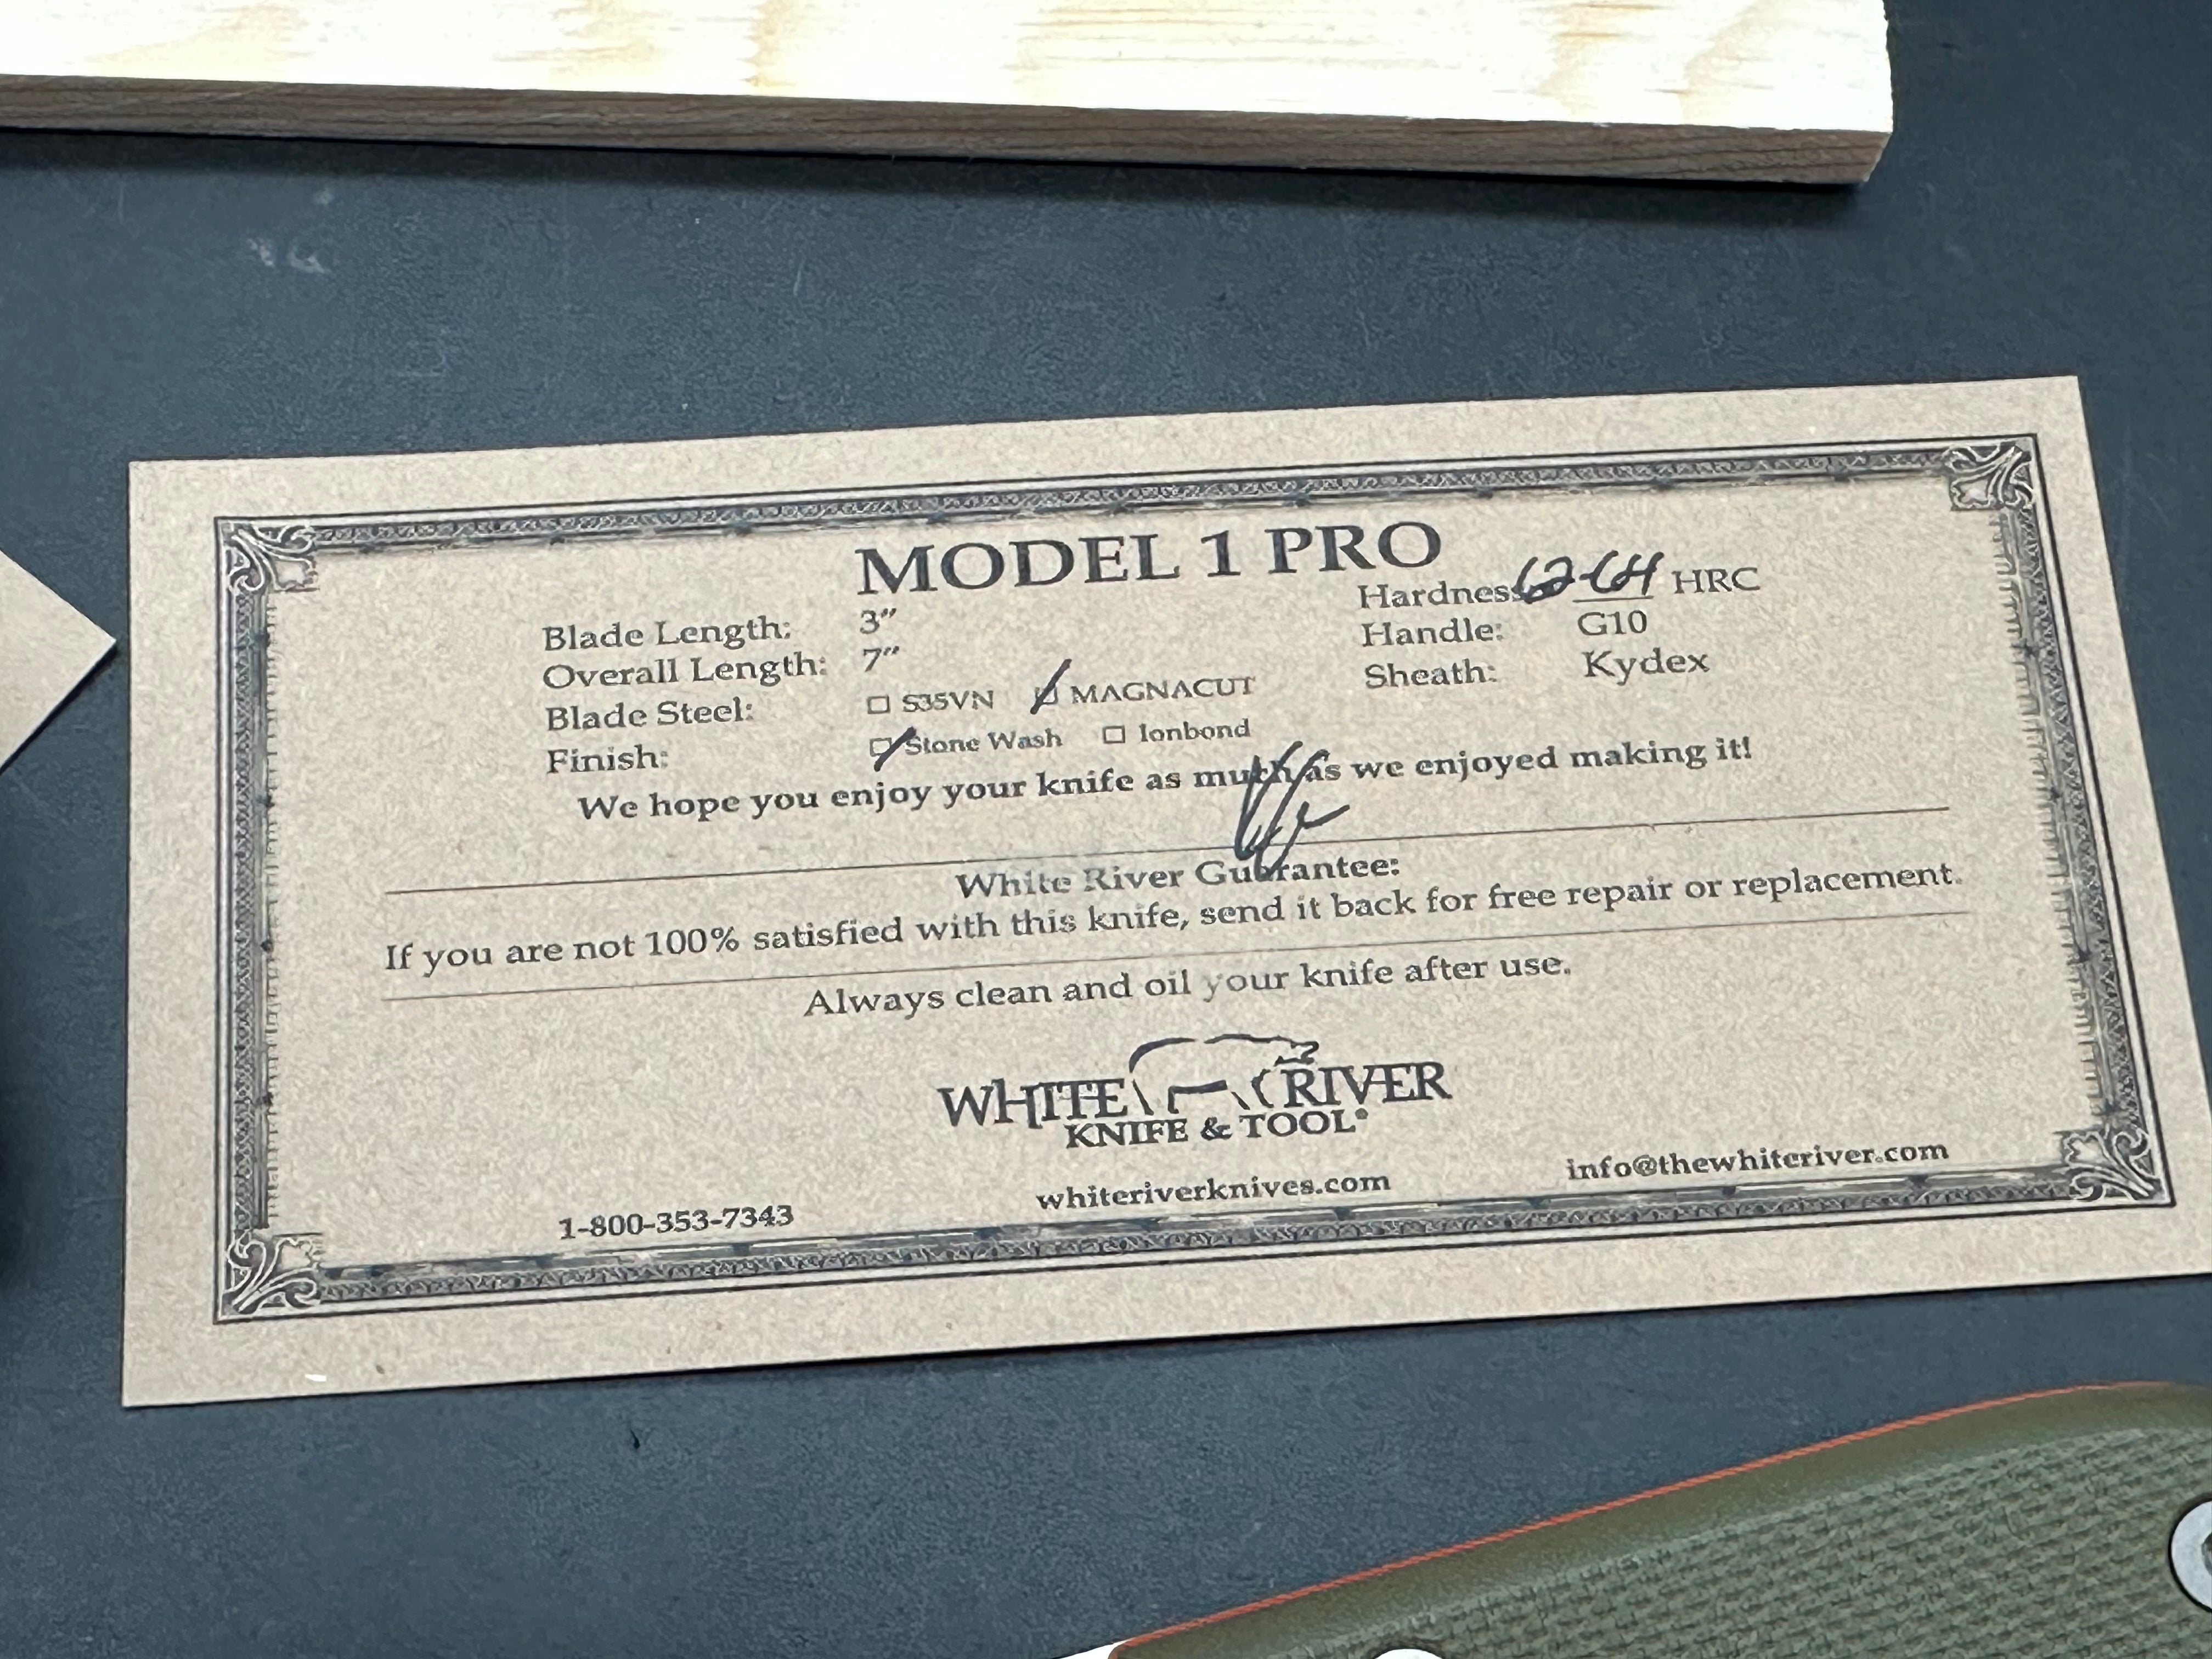 MODEL 1 PRO
Blade Length: 3" Hardness 62-64 HRC
Overall Length: 7" Handle: G10
Blade Steel: S35VN MAGNACUT Sheath: Kydex
Finish: Stone Wash Ionbond
We hope you enjoy your knife as much as we enjoyed making it!
White River Guarantee:
If you are not 100% satisfied with this knife, send it back for free repair or replacement.
Always clean and oil your knife after use.
WHITE RIVER
KNIFE & TOOL®
1-800-353-7343 whiteriverknives.com info@thewhiteriver.com